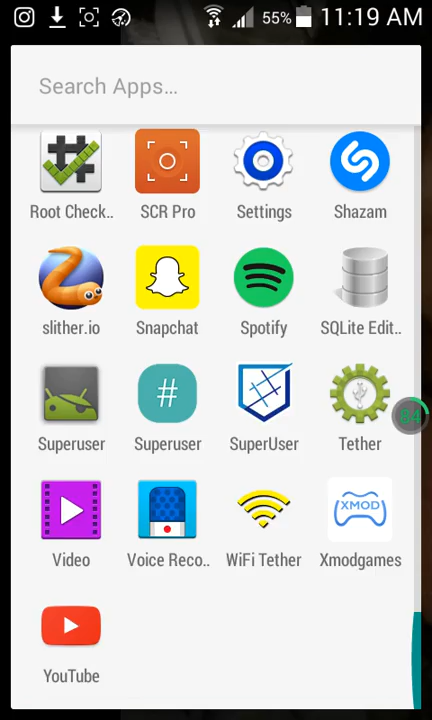 55% 11:19 AM
Search Apps...
Root Check.. SCR Pro Settings Shazam
slither.io Snapchat Spotify SQLite Edit..
#
Superuser Superuser SuperUser Tether
XMOD
Video Voice Reco.. WiFi Tether Xmodgames
YouTube